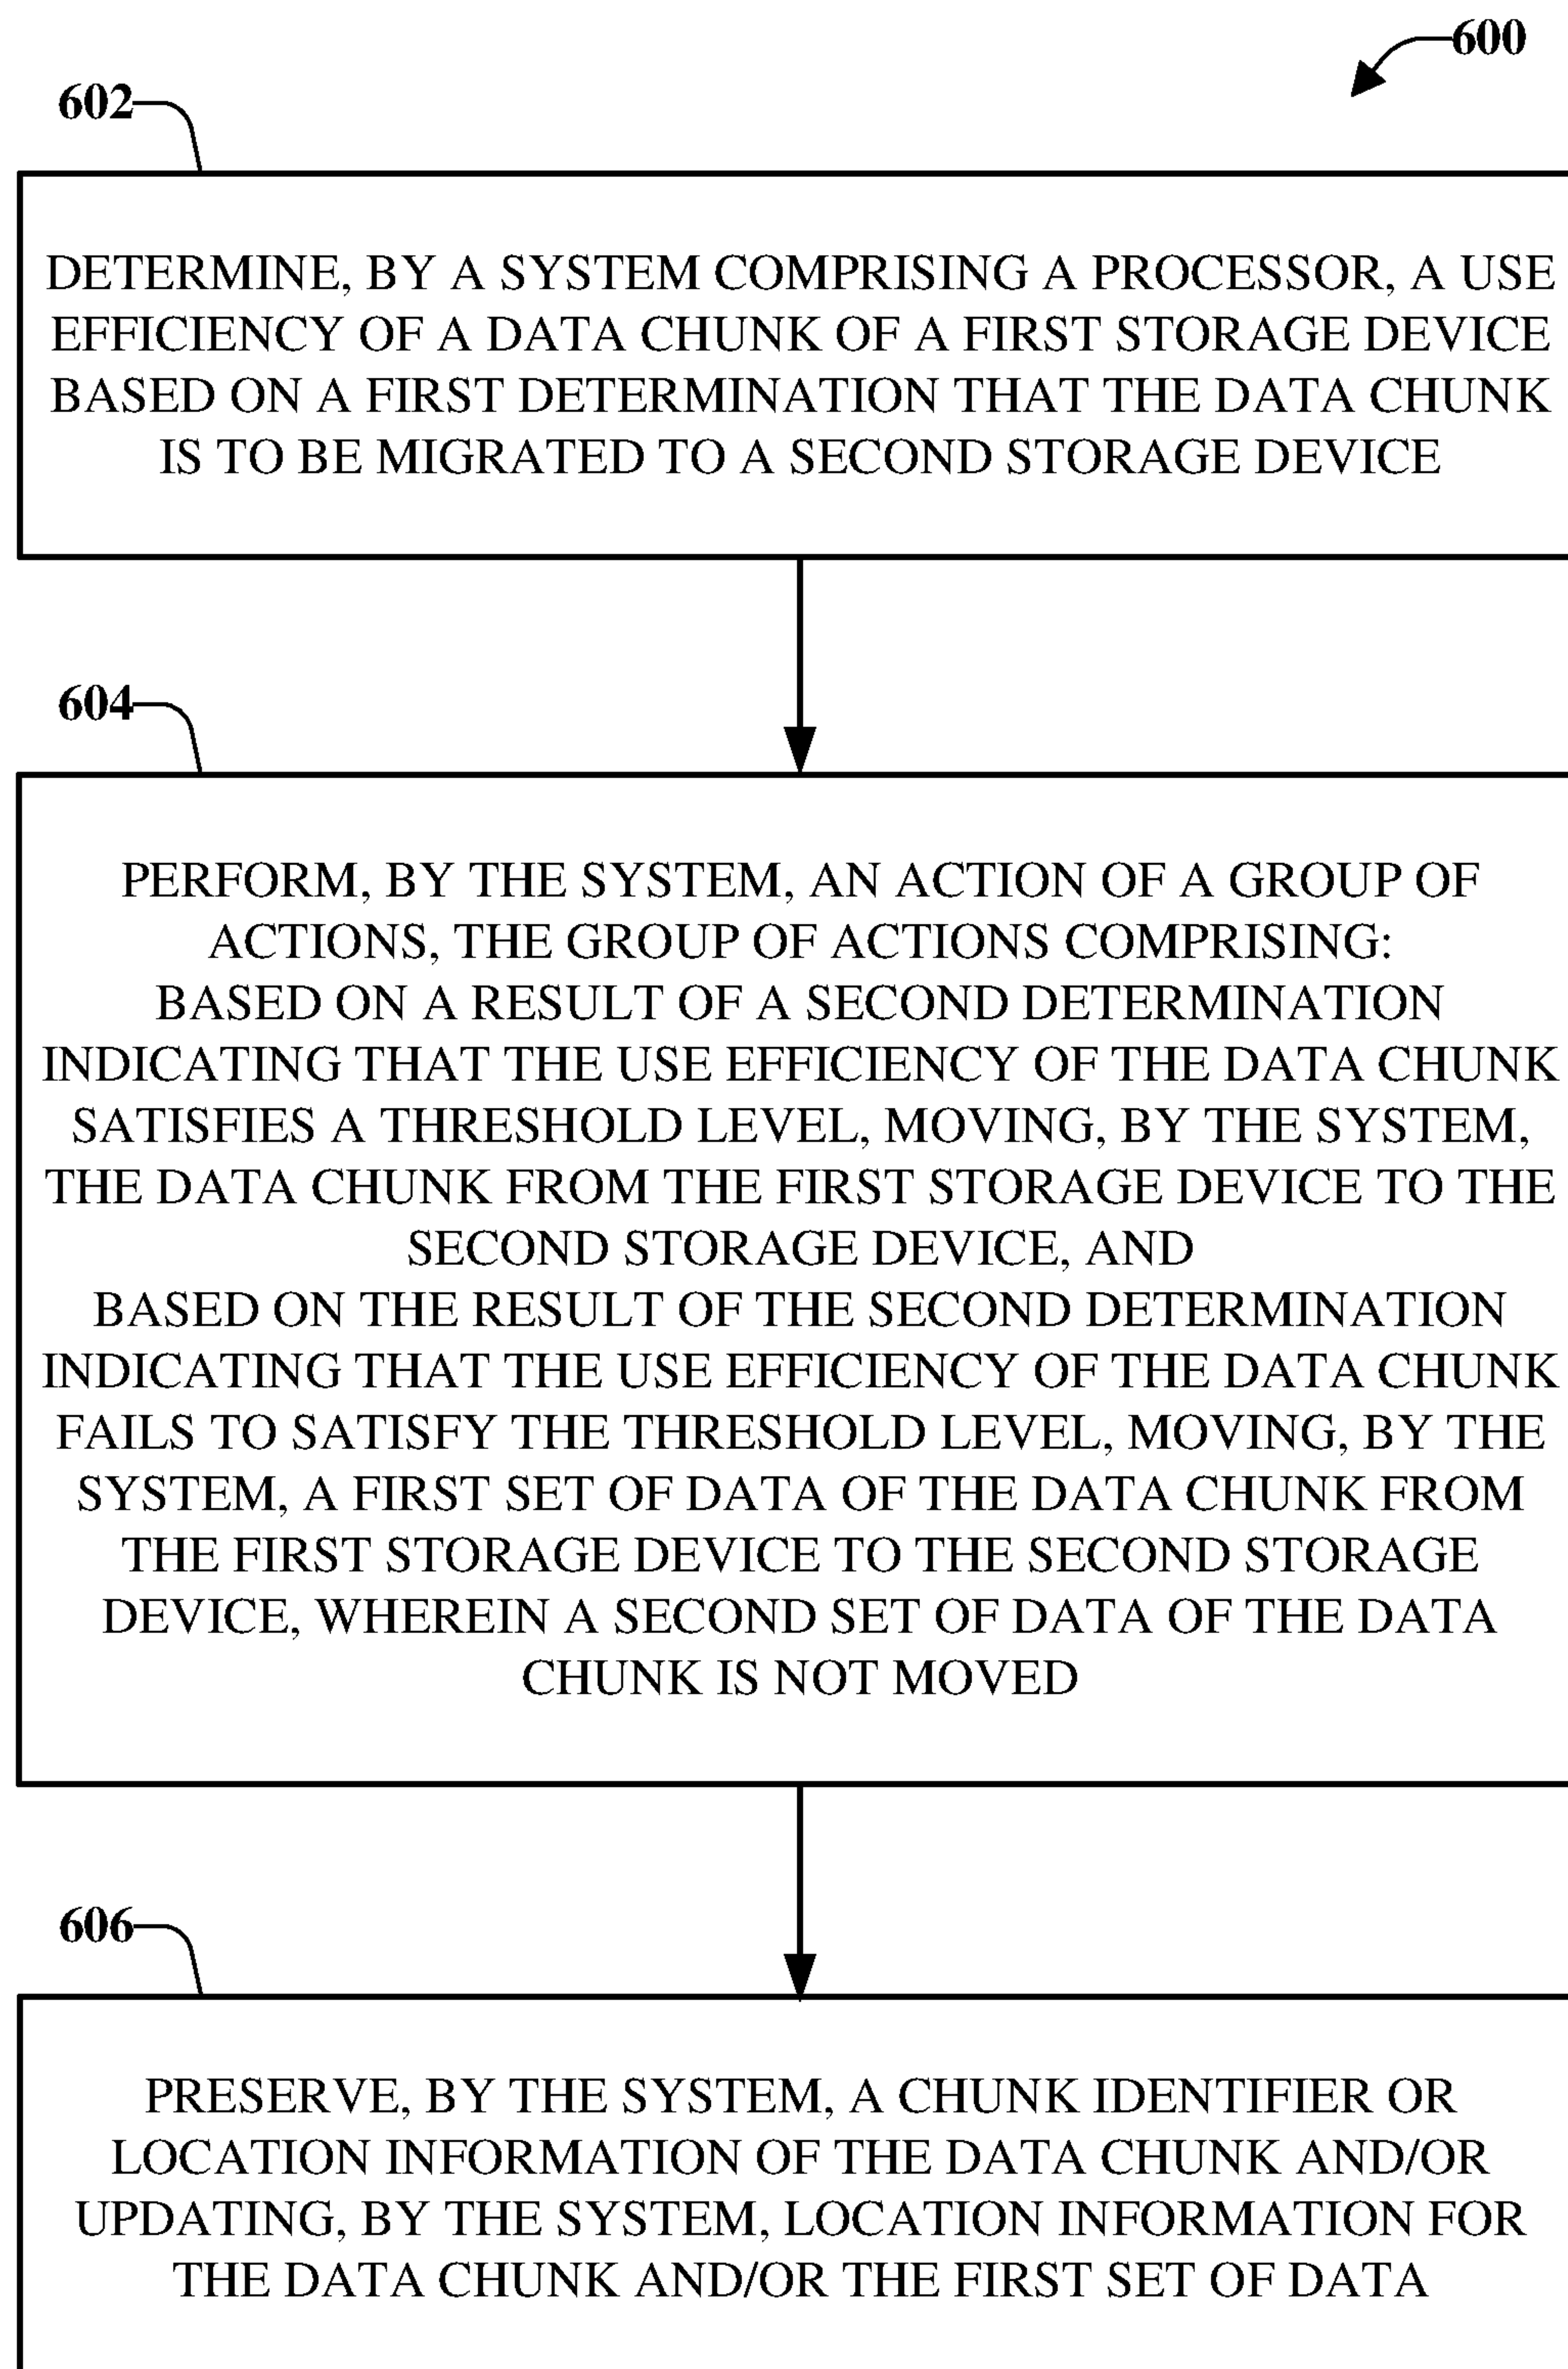 600
602
DETERMINE, BY A SYSTEM COMPRISING A PROCESSOR, A USE
EFFICIENCY OF A DATA CHUNK OF A FIRST STORAGE DEVICE
BASED ON A FIRST DETERMINATION THAT THE DATA CHUNK
IS TO BE MIGRATED TO A SECOND STORAGE DEVICE
604
PERFORM, BY THE SYSTEM, AN ACTION OF A GROUP OF
ACTIONS, THE GROUP OF ACTIONS COMPRISING:
BASED ON A RESULT OF A SECOND DETERMINATION
INDICATING THAT THE USE EFFICIENCY OF THE DATA CHUNK
SATISFIES A THRESHOLD LEVEL, MOVING, BY THE SYSTEM,
THE DATA CHUNK FROM THE FIRST STORAGE DEVICE TO THE
SECOND STORAGE DEVICE, AND
BASED ON THE RESULT OF THE SECOND DETERMINATION
INDICATING THAT THE USE EFFICIENCY OF THE DATA CHUNK
FAILS TO SATISFY THE THRESHOLD LEVEL, MOVING, BY THE
SYSTEM, A FIRST SET OF DATA OF THE DATA CHUNK FROM
THE FIRST STORAGE DEVICE TO THE SECOND STORAGE
DEVICE, WHEREIN A SECOND SET OF DATA OF THE DATA
CHUNK IS NOT MOVED
606
PRESERVE, BY THE SYSTEM, A CHUNK IDENTIFIER OR
LOCATION INFORMATION OF THE DATA CHUNK AND/OR
UPDATING, BY THE SYSTEM, LOCATION INFORMATION FOR
THE DATA CHUNK AND/OR THE FIRST SET OF DATA